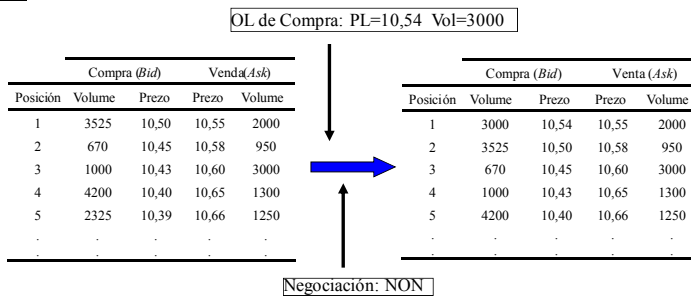 OL de Compra: PL=10,54 Vol=3000
Compra (Bid) Venda(Ask)
Posición Volume Prezo Prezo Volume
1 3525 10,50 10,55 2000
2 670 10,45 10,58 950
3 1000 10,43 10,60 3000
4 4200 10,40 10,65 1300
5 2325 10,39 10,66 1250
. . . . .
. . . . .
Compra (Bid) Venta (Ask)
Posición Volume Prezo Prezo Volume
1 3000 10,54 10,55 2000
2 3525 10,50 10,58 950
3 670 10,45 10,60 3000
4 1000 10,43 10,65 1300
5 4200 10,40 10,66 1250
. . . . .
. . . . .
Negociación: NON